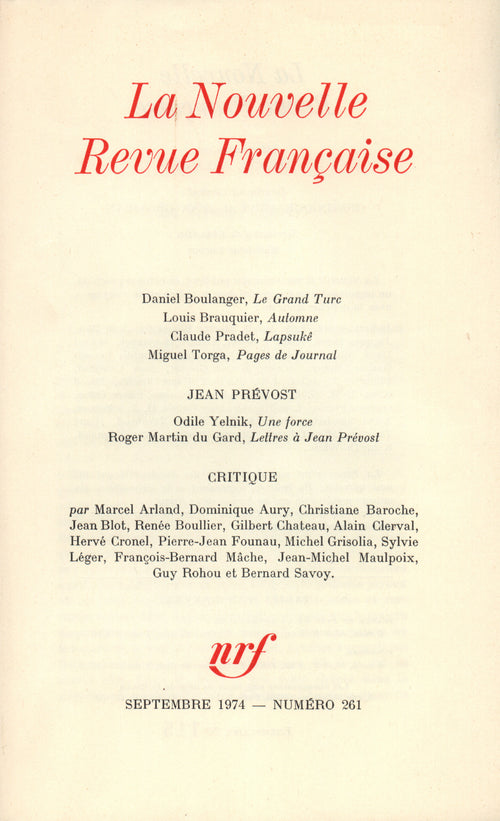 La Nouvelle
Revue Française
Daniel Boulanger, Le Grand Turc
Louis Brauquier, Automne
Claude Pradet, Lapsukê
Miguel Torga, Pages de Journal
JEAN PRÉVOST
Odile Yelnik, Une force
Roger Martin du Gard, Lettres à Jean Prévost
CRITIQUE
par Marcel Arland, Dominique Aury, Christiane Baroche,
Jean Blot, Renée Boullier, Gilbert Chateau, Alain Clerval,
Hervé Cronel, Pierre-Jean Founau, Michel Grisolia, Sylvie
Léger, François-Bernard Mâche, Jean-Michel Maulpoix,
Guy Rohou et Bernard Savoy.
nrf
SEPTEMBRE 1974 — NUMÉRO 261